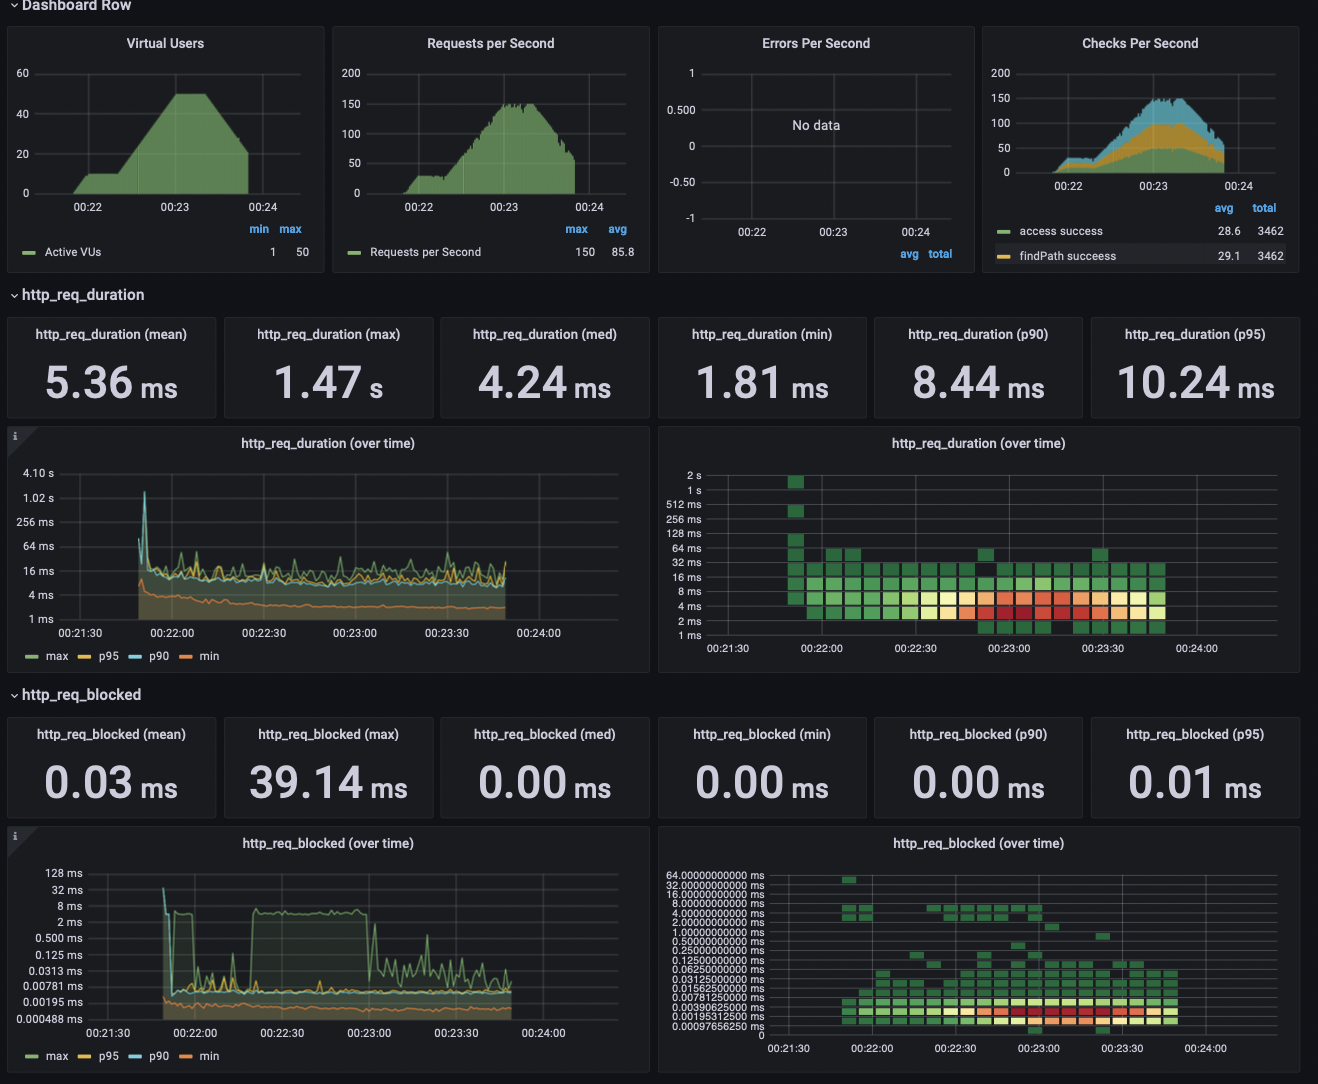 Dashboard Row
Virtual Users
60
40
20
0
00:22 00:23 00:24
min max
Active VUs 1 50
Requests per Second
200
150
100
50
0
00:22 00:23 00:24
max avg
Requests per Second 150 85.8
Errors Per Second
1
0.500
0
-0.50
-1
No data
00:22 00:23 00:24
avg total
Checks Per Second
200
150
100
50
0
00:22 00:23 00:24
avg total
access success 28.6 3462
findPath succeess 29.1 3462
http_req_duration
http_req_duration (mean)
5.36 ms
http_req_duration (max)
1.47 s
http_req_duration (med)
4.24 ms
http_req_duration (min)
1.81 ms
http_req_duration (p90)
8.44 ms
http_req_duration (p95)
10.24 ms
i
http_req_duration (over time)
4.10 s
1.02 s
256 ms
64 ms
16 ms
4 ms
1 ms
00:21:30 00:22:00 00:22:30 00:23:00 00:23:30 00:24:00
max p95 p90 min
http_req_duration (over time)
2 s
1 s
512 ms
256 ms
128 ms
64 ms
32 ms
16 ms
8 ms
4 ms
2 ms
1 ms
00:21:30 00:22:00 00:22:30 00:23:00 00:23:30 00:24:00
http_req_blocked
http_req_blocked (mean)
0.03 ms
http_req_blocked (max)
39.14 ms
http_req_blocked (med)
0.00 ms
http_req_blocked (min)
0.00 ms
http_req_blocked (p90)
0.00 ms
http_req_blocked (p95)
0.01 ms
i
http_req_blocked (over time)
128 ms
32 ms
8 ms
2 ms
0.500 ms
0.125 ms
0.0313 ms
0.00781 ms
0.00195 ms
0.000488 ms
00:21:30 00:22:00 00:22:30 00:23:00 00:23:30 00:24:00
max p95 p90 min
http_req_blocked (over time)
64.00000000000 ms
32.00000000000 ms
16.00000000000 ms
8.00000000000 ms
4.00000000000 ms
2.00000000000 ms
1.00000000000 ms
0.50000000000 ms
0.25000000000 ms
0.12500000000 ms
0.06250000000 ms
0.03125000000 ms
0.01562500000 ms
0.00781250000 ms
0.00390625000 ms
0.00195312500 ms
0.00097656250 ms
0
00:21:30 00:22:00 00:22:30 00:23:00 00:23:30 00:24:00